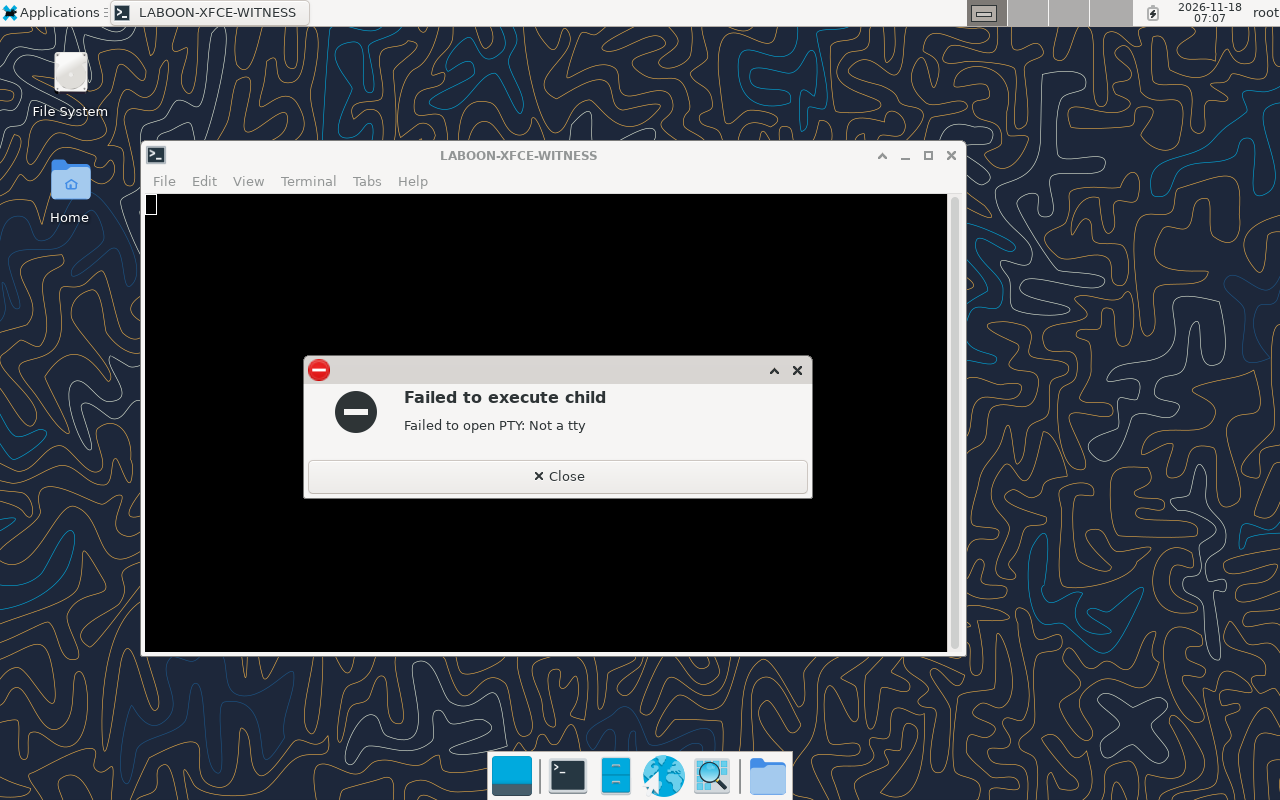 Applications
LABOON-XFCE-WITNESS
2026-11-18
07:07
root
File System
Home
LABOON-XFCE-WITNESS
File Edit View Terminal Tabs Help
Failed to execute child
Failed to open PTY: Not a tty
Close